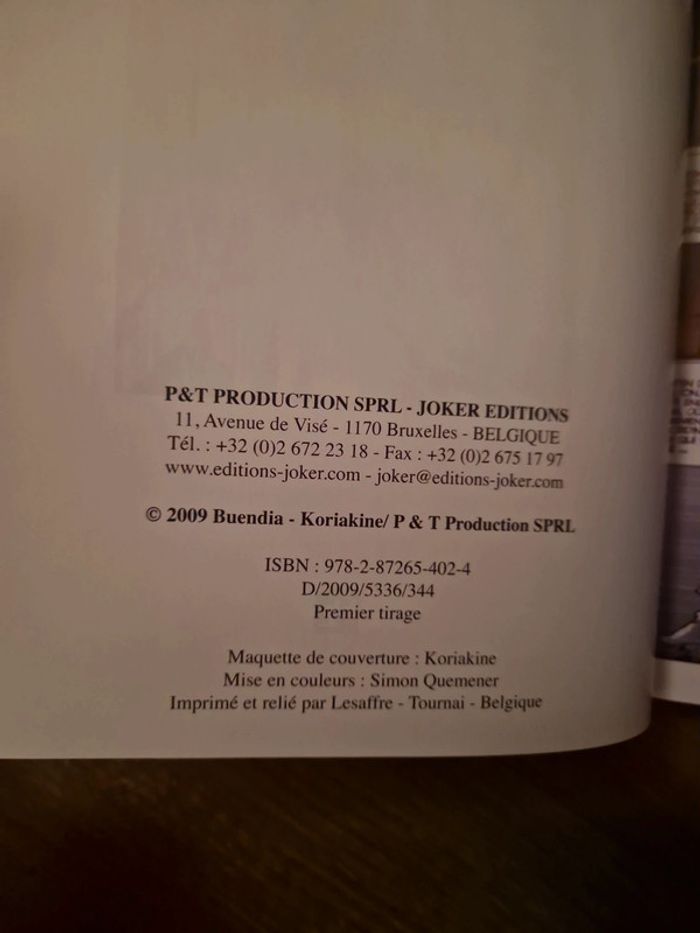 P&T PRODUCTION SPRL - JOKER EDITIONS
11, Avenue de Visé - 1170 Bruxelles - BELGIQUE
Tél. : +32 (0)2 672 23 18 - Fax : +32 (0)2 675 17 97
www.editions-joker.com - joker@editions-joker.com
© 2009 Buendia - Koriakine/ P & T Production SPRL
ISBN : 978-2-87265-402-4
D/2009/5336/344
Premier tirage
Maquette de couverture : Koriakine
Mise en couleurs : Simon Quemener
Imprimé et relié par Lesaffre - Tournai - Belgique